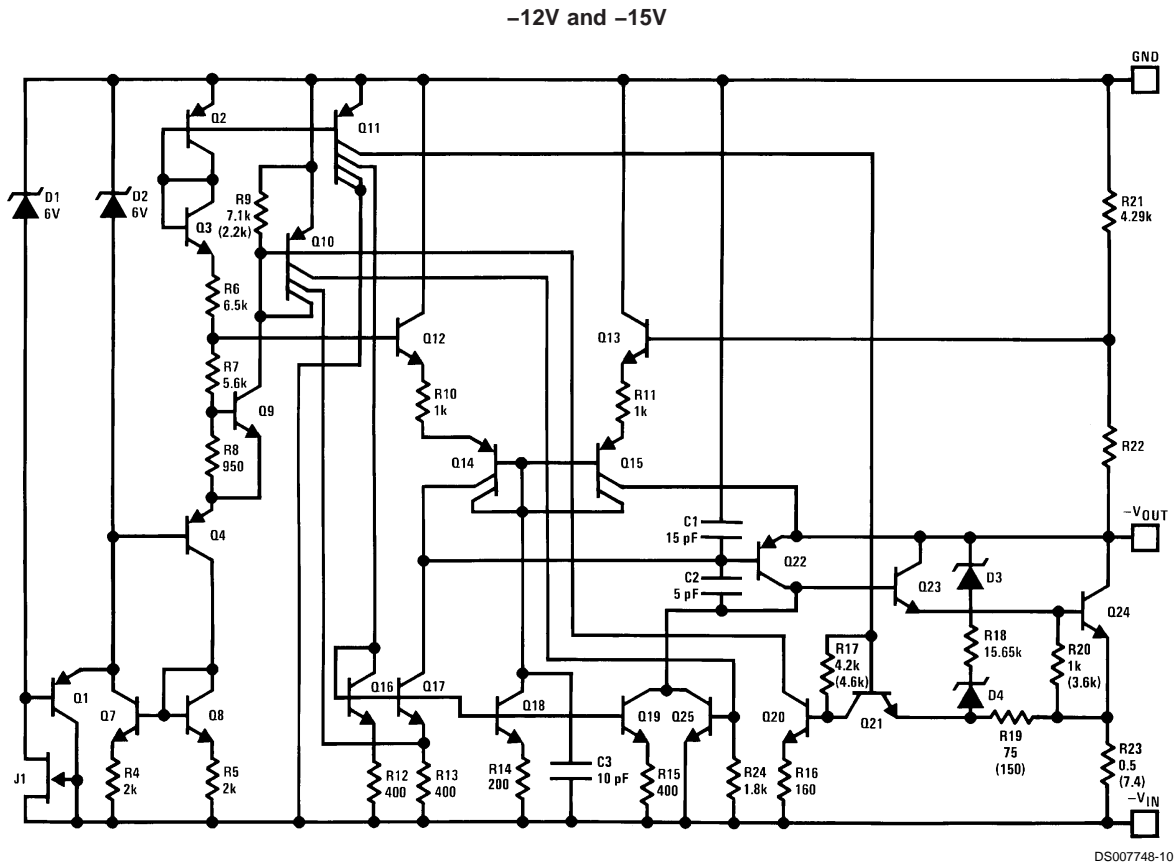 –12V and –15V
GND
Q2
Q11
D1
6V
D2
6V
R9
7.1k
(2.2k)
Q3
Q10
R21
4.29k
R6
6.5k
Q12
Q13
R7
5.6k
R10
1k
R11
1k
Q9
R8
950
Q14
Q15
R22
–VOUT
C1
15 pF
Q4
Q22
C2
5 pF
Q23
D3
Q24
R18
15.65k
R20
1k
(3.6k)
R17
4.2k
(4.6k)
D4
Q1
Q7
Q8
Q16
Q17
Q18
Q19
Q25
Q20
Q21
R19
75
(150)
R23
0.5
(7.4)
J1
R4
2k
R5
2k
R12
400
R13
400
R14
200
C3
10 pF
R15
400
R24
1.8k
R16
160
–VIN
DS007748-10